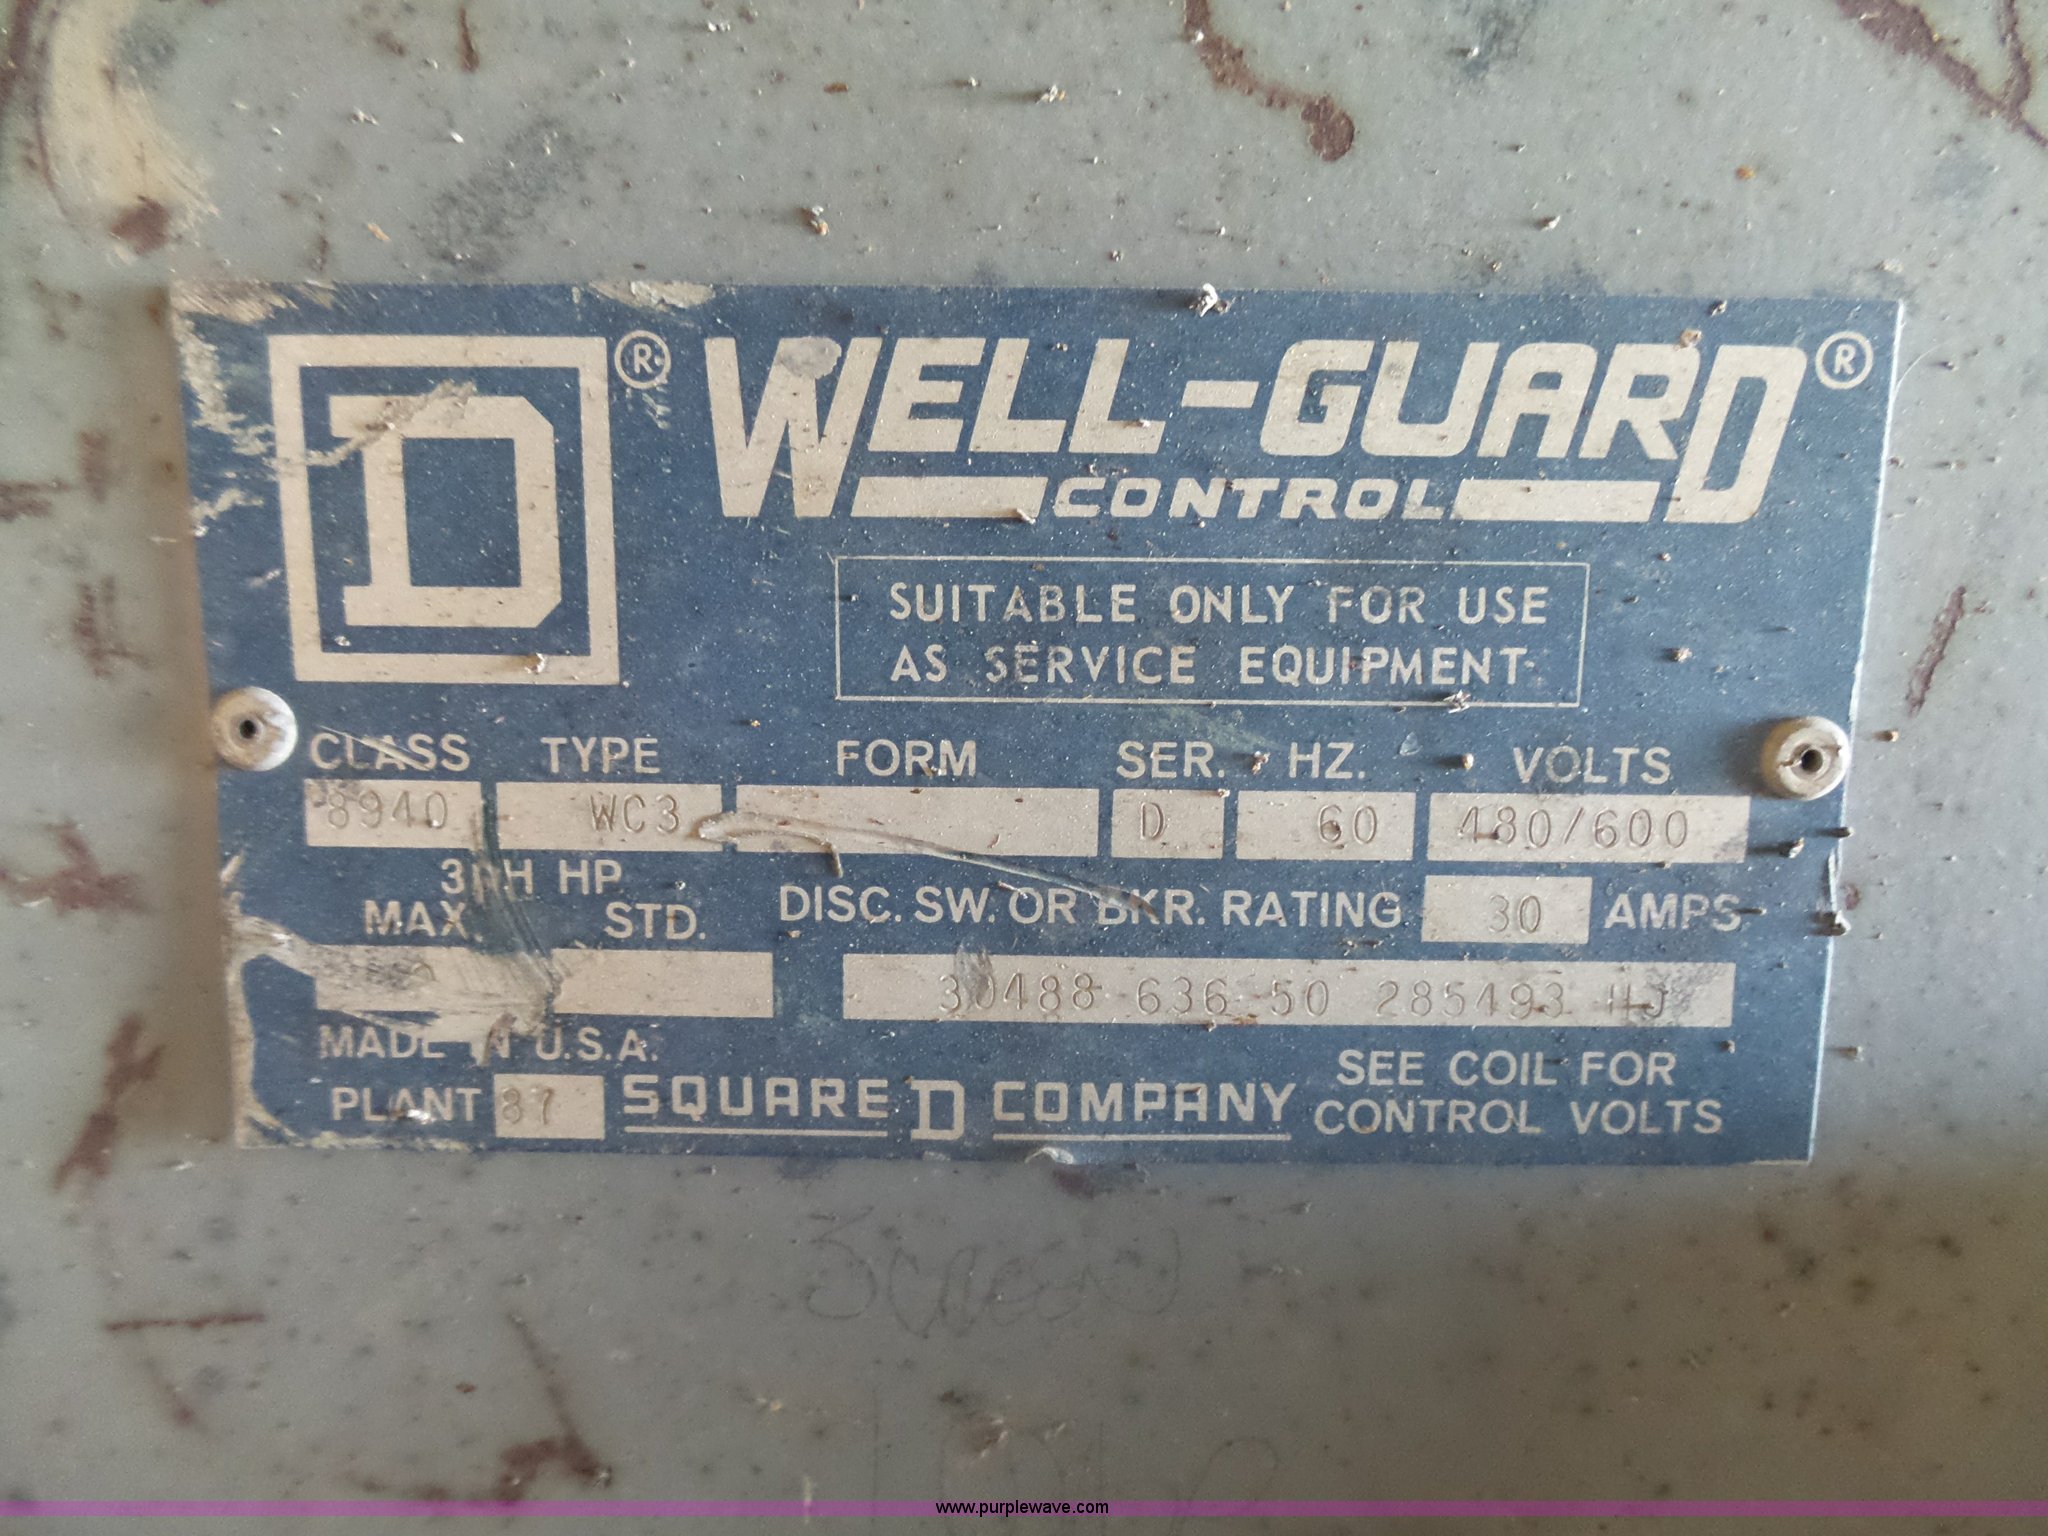 D ® WELL-GUARD ®
CONTROL
SUITABLE ONLY FOR USE
AS SERVICE EQUIPMENT
CLASS TYPE FORM SER. HZ. VOLTS
8940 WC3 D 60 480/600
3PH HP
MAX. STD. DISC. SW. OR BKR. RATING 30 AMPS
30488 636 50 285493
MADE IN U.S.A.
PLANT 87 SQUARE D COMPANY
SEE COIL FOR
CONTROL VOLTS
www.purplewave.com